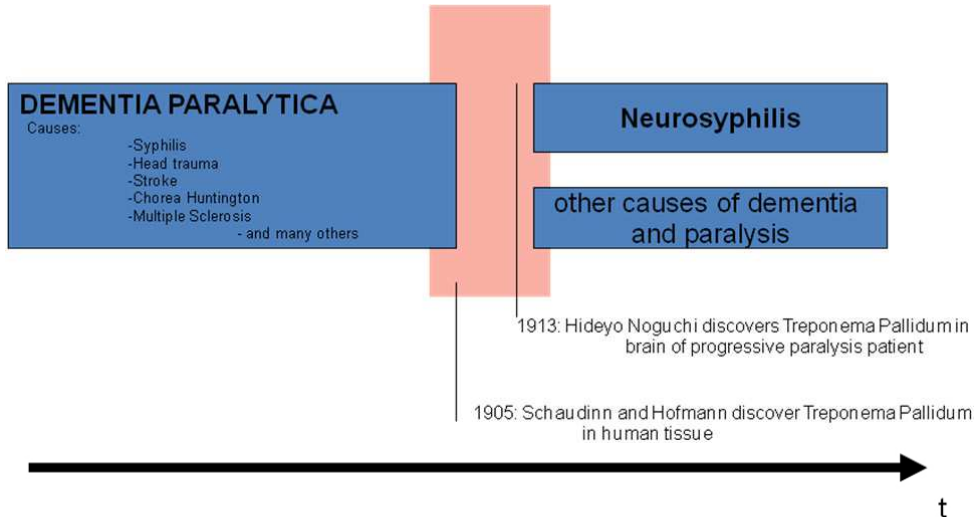 DEMENTIA PARALYTICA
Causes:
-Syphilis
-Head trauma
-Stroke
-Chorea Huntington
-Multiple Sclerosis
- and many others
Neurosyphilis
other causes of dementia
and paralysis
1913: Hideyo Noguchi discovers Treponema Pallidum in
brain of progressive paralysis patient
1905: Schaudinn and Hofmann discover Treponema Pallidum
in human tissue
t